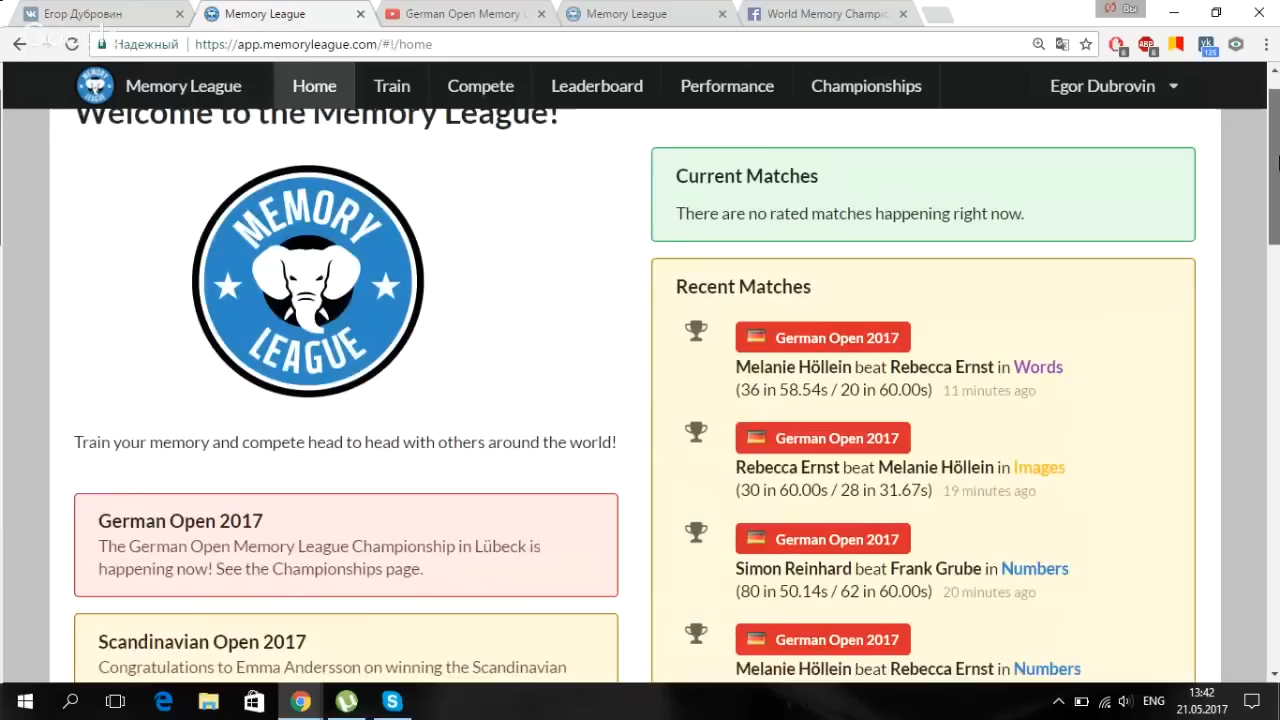 Егор Дубровин
Memory League
German Open Memory L
Memory League
World Memory Champi
Вы
Надежный
https://app.memoryleague.com/#!/home
6
6
125
Memory League
Home
Train
Compete
Leaderboard
Performance
Championships
Egor Dubrovin
Welcome to the Memory League!
MEMORY
LEAGUE
Train your memory and compete head to head with others around the world!
German Open 2017
The German Open Memory League Championship in Lübeck is
happening now! See the Championships page.
Scandinavian Open 2017
Congratulations to Emma Andersson on winning the Scandinavian
Current Matches
There are no rated matches happening right now.
Recent Matches
German Open 2017
Melanie Höllein beat Rebecca Ernst in Words
(36 in 58.54s / 20 in 60.00s) 11 minutes ago
German Open 2017
Rebecca Ernst beat Melanie Höllein in Images
(30 in 60.00s / 28 in 31.67s) 19 minutes ago
German Open 2017
Simon Reinhard beat Frank Grube in Numbers
(80 in 50.14s / 62 in 60.00s) 20 minutes ago
German Open 2017
Melanie Höllein beat Rebecca Ernst in Numbers
ENG
13:42
21.05.2017